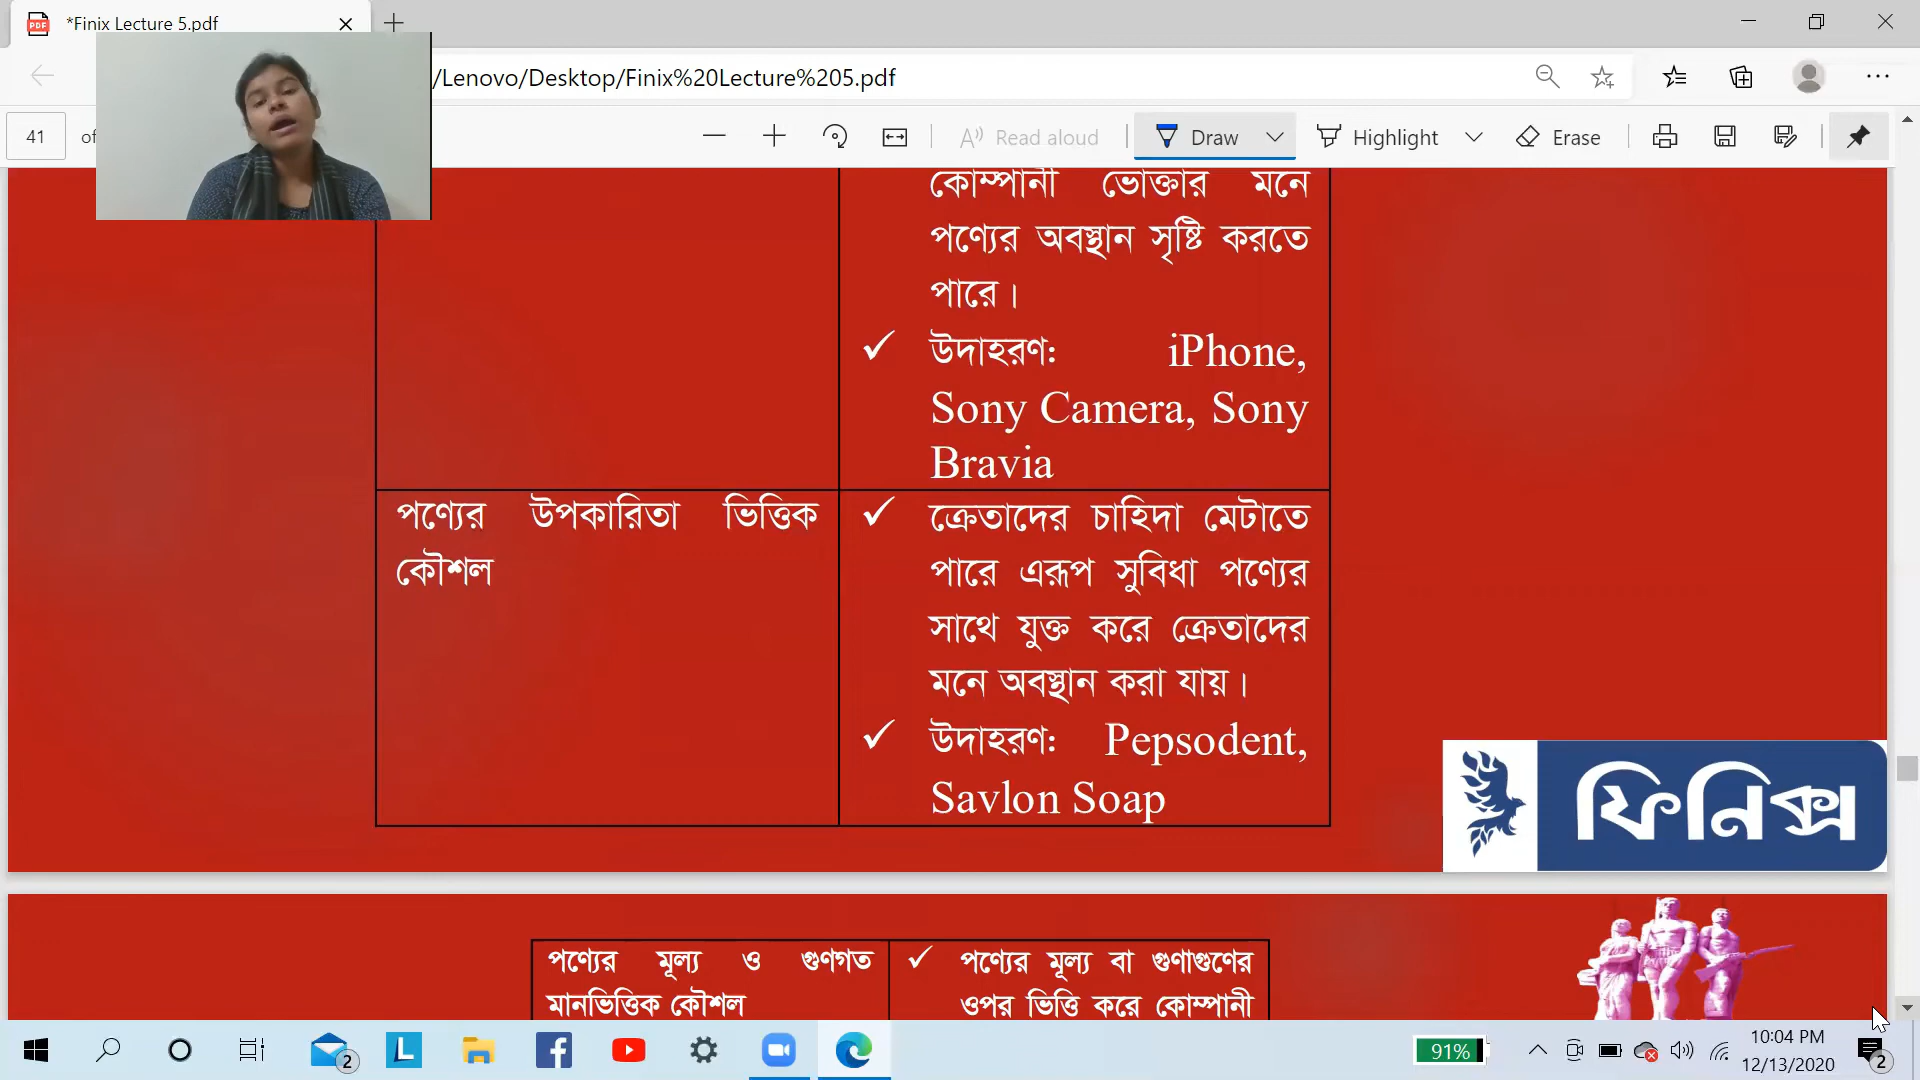 *Finix Lecture 5.pdf
/Lenovo/Desktop/Finix%20Lecture%205.pdf
41
of
Read aloud
Draw
Highlight
Erase
কোম্পানী ভোক্তার মনে
পণ্যের অবস্থান সৃষ্টি করতে
পারে।
✓ উদাহরণঃ iPhone,
Sony Camera, Sony
Bravia
পণ্যের উপকারিতা ভিত্তিক
কৌশল
✓ ক্রেতাদের চাহিদা মেটাতে
পারে এরূপ সুবিধা পণ্যের
সাথে যুক্ত করে ক্রেতাদের
মনে অবস্থান করা যায়।
✓ উদাহরণঃ Pepsodent,
Savlon Soap
ফিনিক্স
পণ্যের মূল্য ও গুণগত
মানভিত্তিক কৌশল
✓ পণ্যের মূল্য বা গুণাগুণের
ওপর ভিত্তি করে কোম্পানী
2
L
91%
10:04 PM
12/13/2020
2